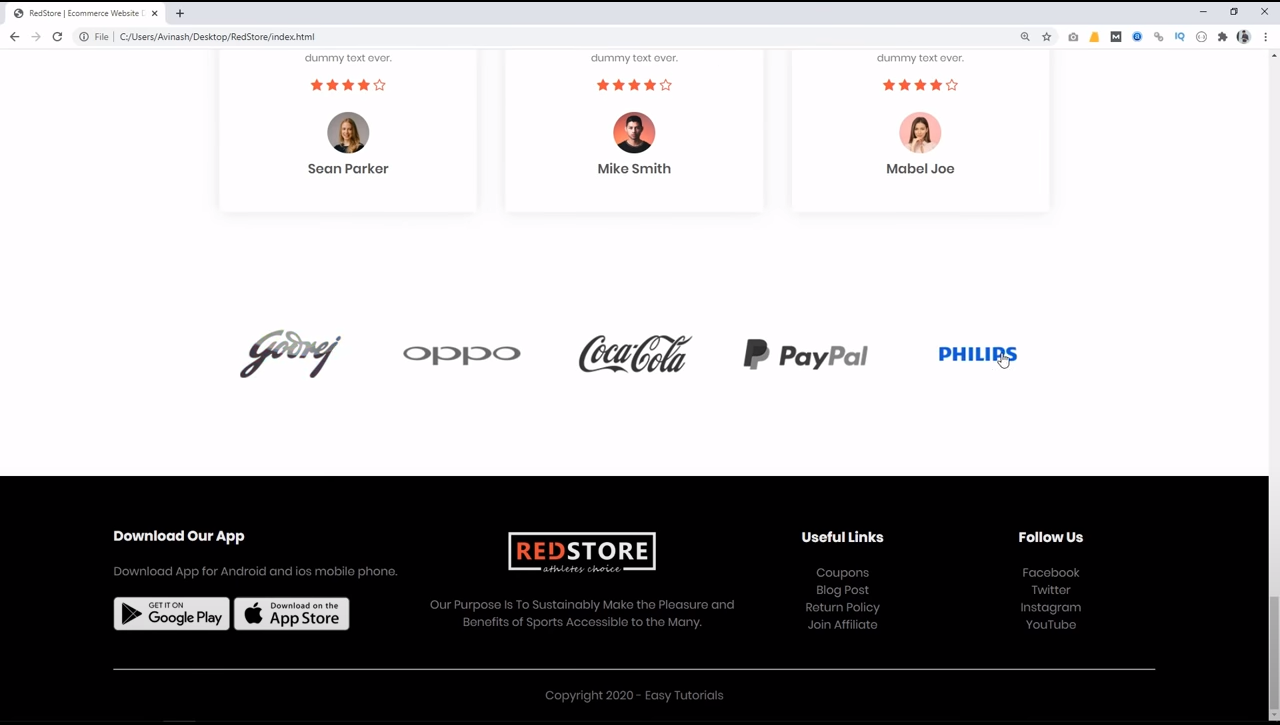 RedStore | Ecommerce Website D
File
C:/Users/Avinash/Desktop/RedStore/index.html
dummy text ever.
dummy text ever.
dummy text ever.
Sean Parker
Mike Smith
Mabel Joe
Godrej
oppo
Coca-Cola
PayPal
PHILIPS
Download Our App
Download App for Android and ios mobile phone.
GET IT ON
Google Play
Download on the
App Store
REDSTORE
athletes choice
Our Purpose Is To Sustainably Make the Pleasure and
Benefits of Sports Accessible to the Many.
Useful Links
Coupons
Blog Post
Return Policy
Join Affiliate
Follow Us
Facebook
Twitter
Instagram
YouTube
Copyright 2020 - Easy Tutorials